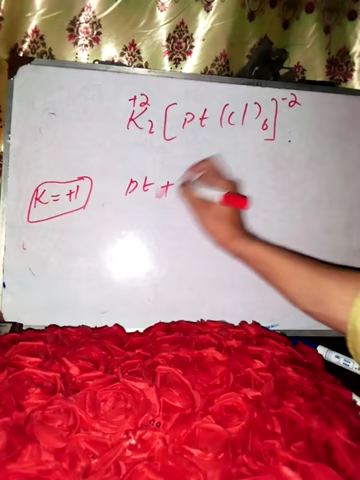 +2 -2
K2[pt(Cl)6]
K=+1
pt +